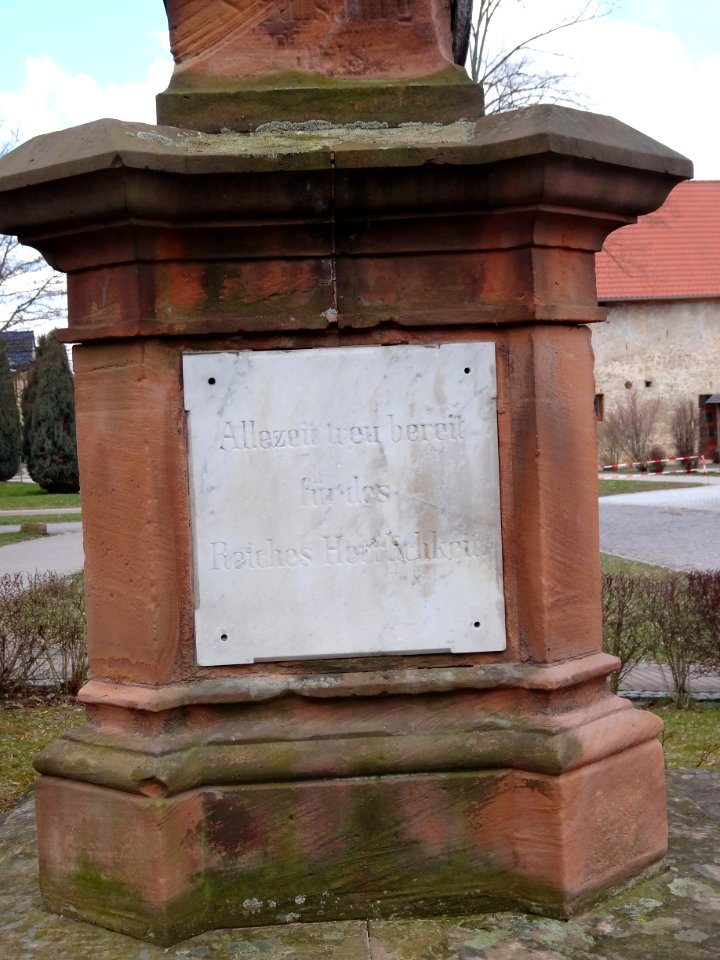 Allezeit treu bereit
für des
Reiches Herrlichkeit